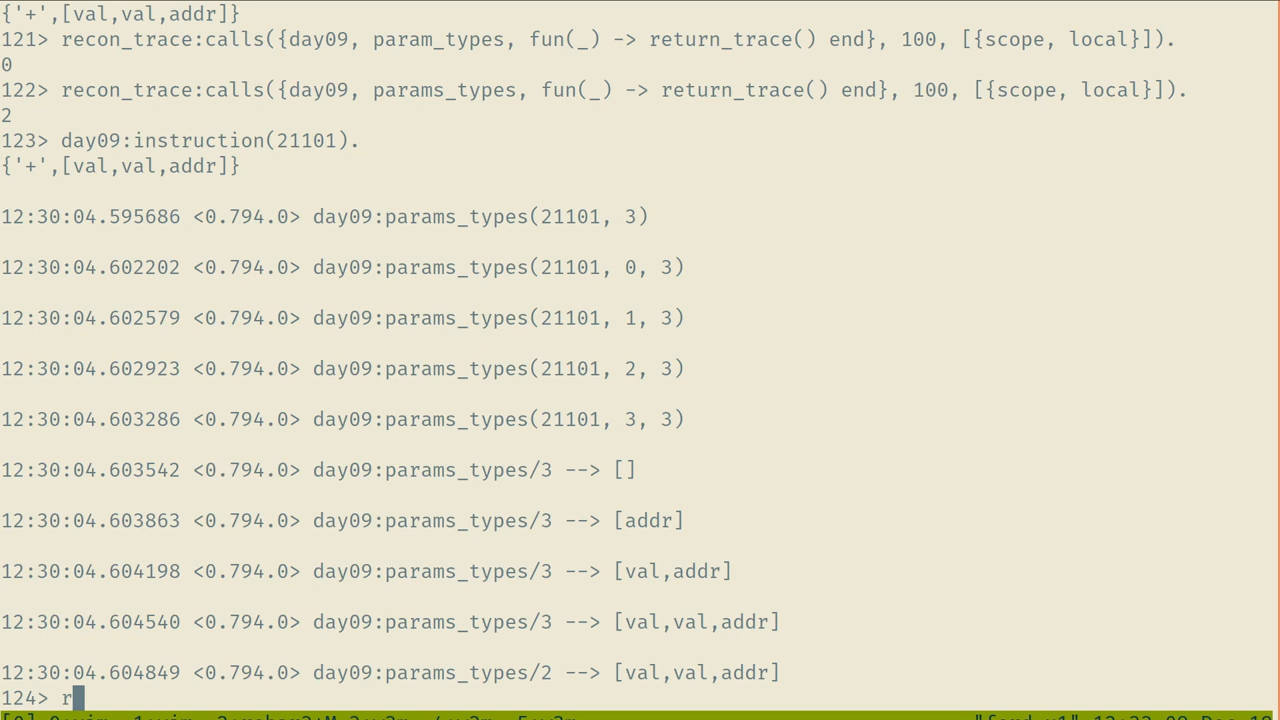 {'+',[val,val,addr]}
121> recon_trace:calls({day09, param_types, fun(_) -> return_trace() end}, 100, [{scope, local}]).
0
122> recon_trace:calls({day09, params_types, fun(_) -> return_trace() end}, 100, [{scope, local}]).
2
123> day09:instruction(21101).
{'+',[val,val,addr]}
12:30:04.595686 <0.794.0> day09:params_types(21101, 3)
12:30:04.602202 <0.794.0> day09:params_types(21101, 0, 3)
12:30:04.602579 <0.794.0> day09:params_types(21101, 1, 3)
12:30:04.602923 <0.794.0> day09:params_types(21101, 2, 3)
12:30:04.603286 <0.794.0> day09:params_types(21101, 3, 3)
12:30:04.603542 <0.794.0> day09:params_types/3 --> []
12:30:04.603863 <0.794.0> day09:params_types/3 --> [addr]
12:30:04.604198 <0.794.0> day09:params_types/3 --> [val,addr]
12:30:04.604540 <0.794.0> day09:params_types/3 --> [val,val,addr]
12:30:04.604849 <0.794.0> day09:params_types/2 --> [val,val,addr]
124> r